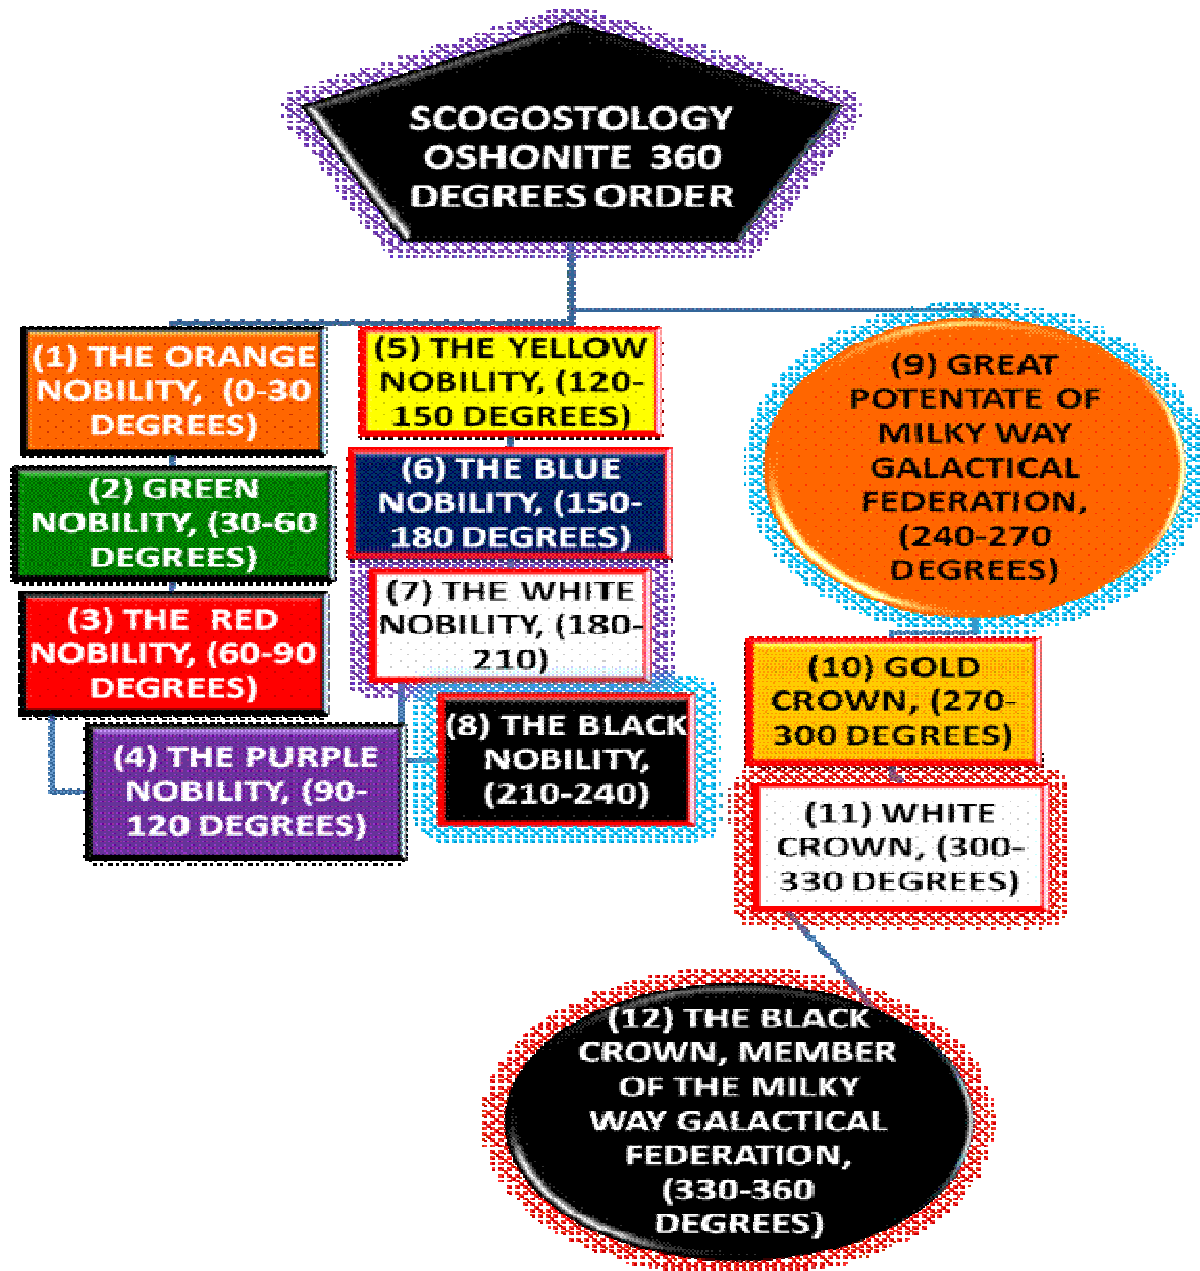 SCOGOSTOLOGY
OSHONITE 360
DEGREES ORDER
(1) THE ORANGE
NOBILITY, (0-30
DEGREES)
(2) GREEN
NOBILITY, (30-60
DEGREES)
(3) THE RED
NOBILITY, (60-90
DEGREES)
(4) THE PURPLE
NOBILITY, (90-
120 DEGREES)
(5) THE YELLOW
NOBILITY, (120-
150 DEGREES)
(6) THE BLUE
NOBILITY, (150-
180 DEGREES)
(7) THE WHITE
NOBILITY, (180-
210)
(8) THE BLACK
NOBILITY,
(210-240)
(9) GREAT
POTENTATE OF
MILKY WAY
GALACTICAL
FEDERATION,
(240-270
DEGREES)
(10) GOLD
CROWN, (270-
300 DEGREES)
(11) WHITE
CROWN, (300-
330 DEGREES)
(12) THE BLACK
CROWN, MEMBER
OF THE MILKY
WAY GALACTICAL
FEDERATION,
(330-360
DEGREES)